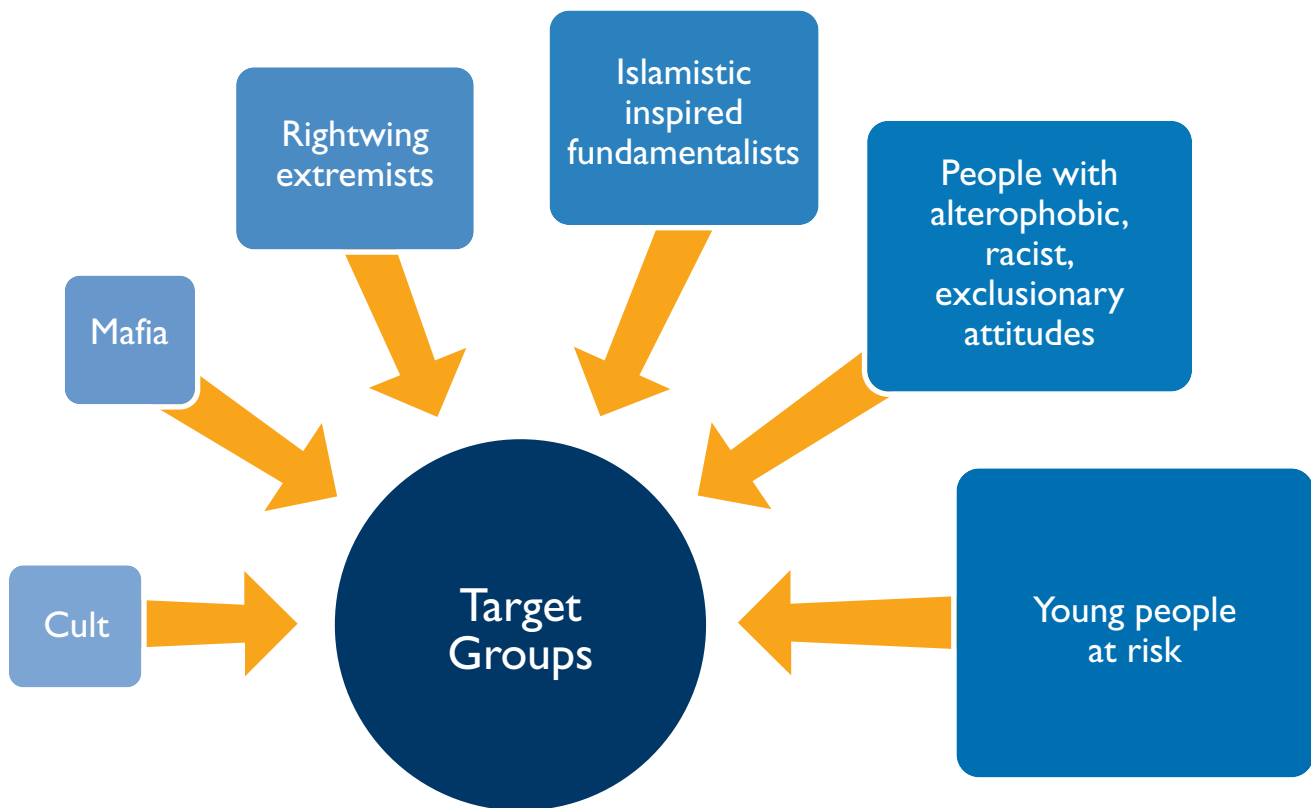 Islamistic
inspired
fundamentalists
Rightwing
extremists
People with
alterophobic,
racist,
exclusionary
attitudes
Mafia
Cult
Target
Groups
Young people
at risk